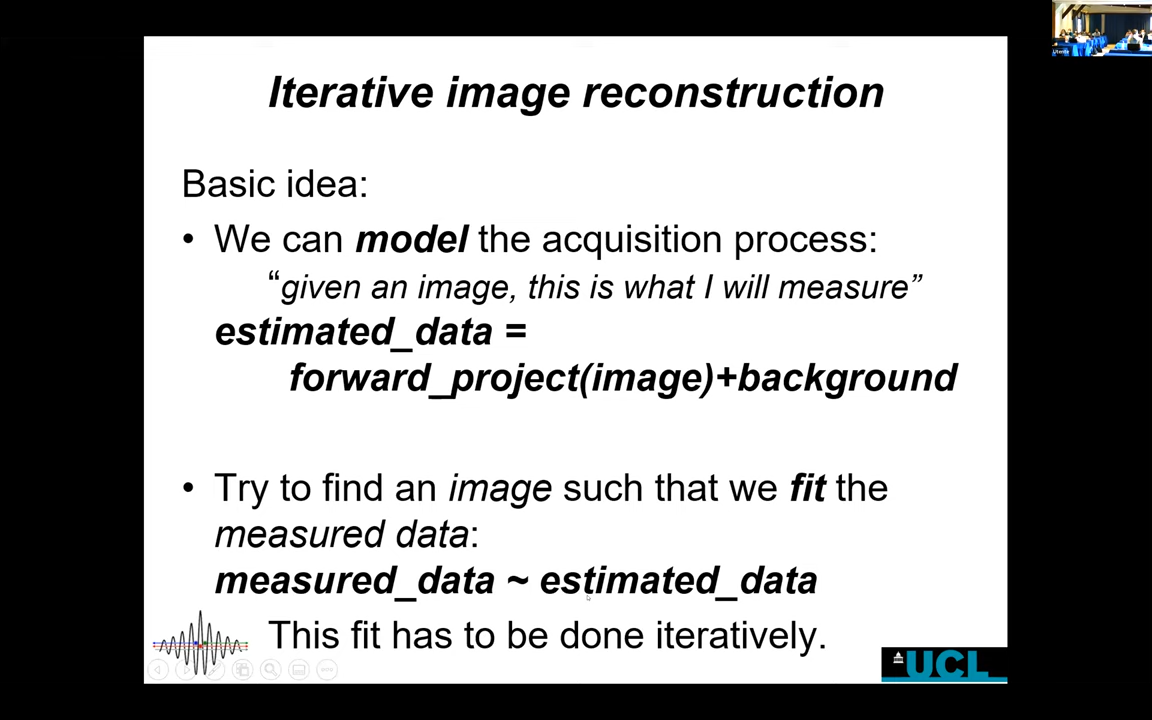 Iterative image reconstruction
Basic idea:
• We can model the acquisition process:
“given an image, this is what I will measure”
estimated_data =
forward_project(image)+background
• Try to find an image such that we fit the
measured data:
measured_data ~ estimated_data
This fit has to be done iteratively.
UCL